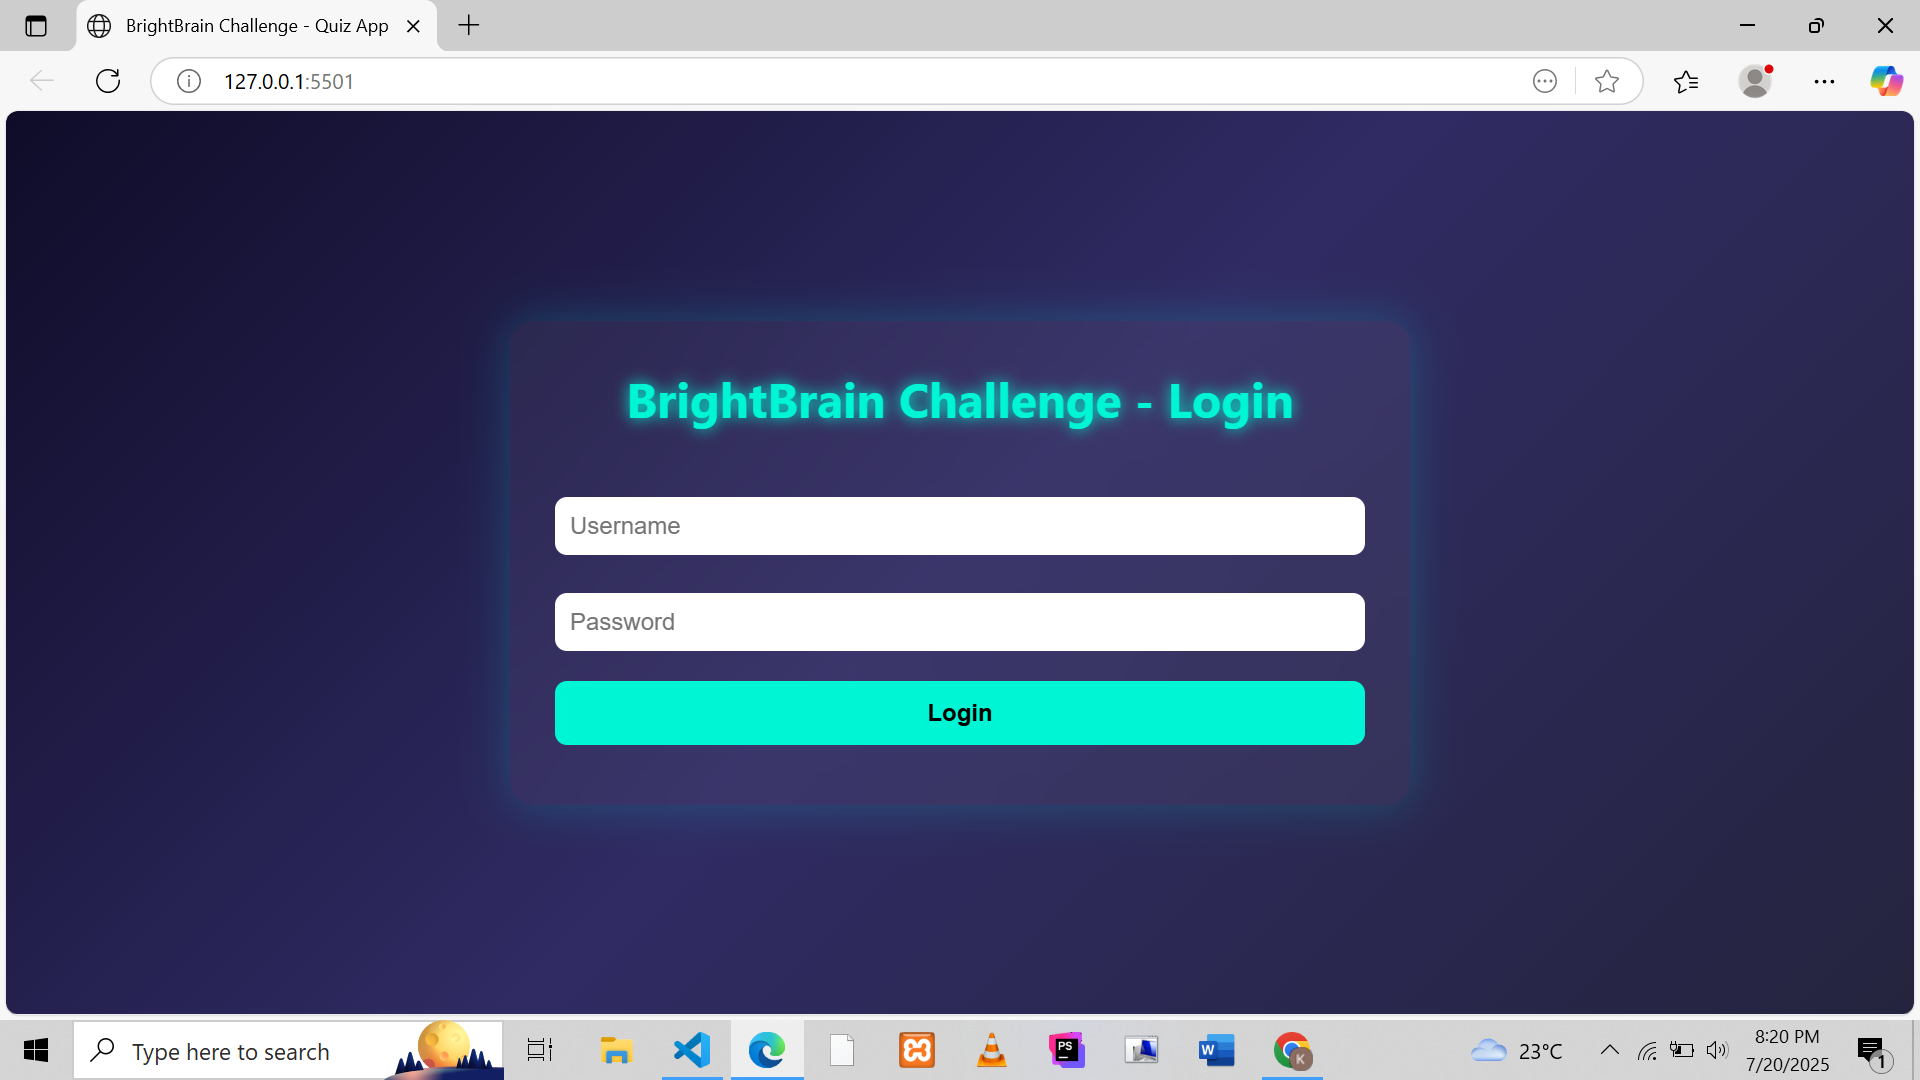 BrightBrain Challenge - Quiz App
127.0.0.1:5501
BrightBrain Challenge - Login
Username
Password
Login
Type here to search
PS
W
K
23°C
8:20 PM
7/20/2025
1